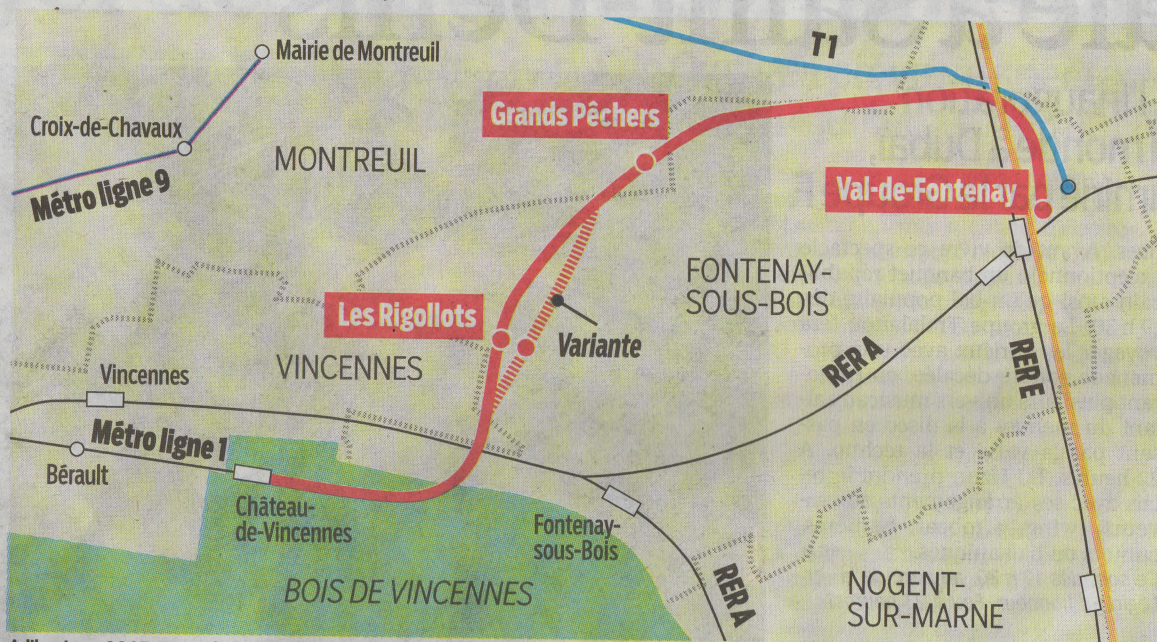 T1
Mairie de Montreuil
Grands Pêchers
Croix-de-Chavaux
MONTREUIL
Métro ligne 9
Val-de-Fontenay
FONTENAY-
SOUS-BOIS
Les Rigollots
Variante
VINCENNES
Vincennes
RER A
RER E
Métro ligne 1
Bérault
Château-
de-Vincennes
Fontenay-
sous-Bois
RER A
BOIS DE VINCENNES
NOGENT-
SUR-MARNE